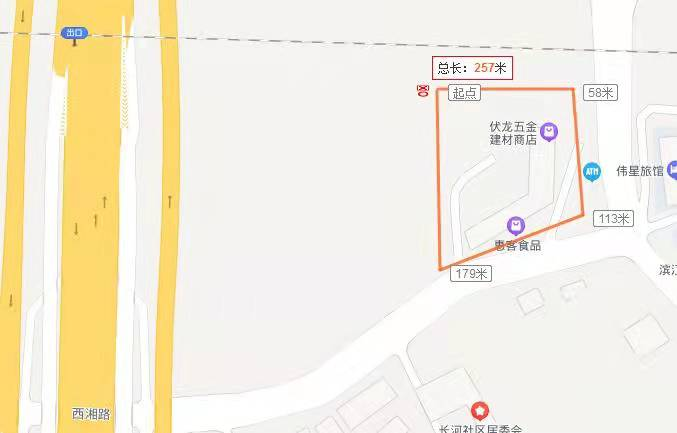 出口
总长：257米
起点
58米
伏龙五金
建材商店
ATM
伟星旅馆
113米
惠客食品
179米
滨江
西湘路
长河社区居委会